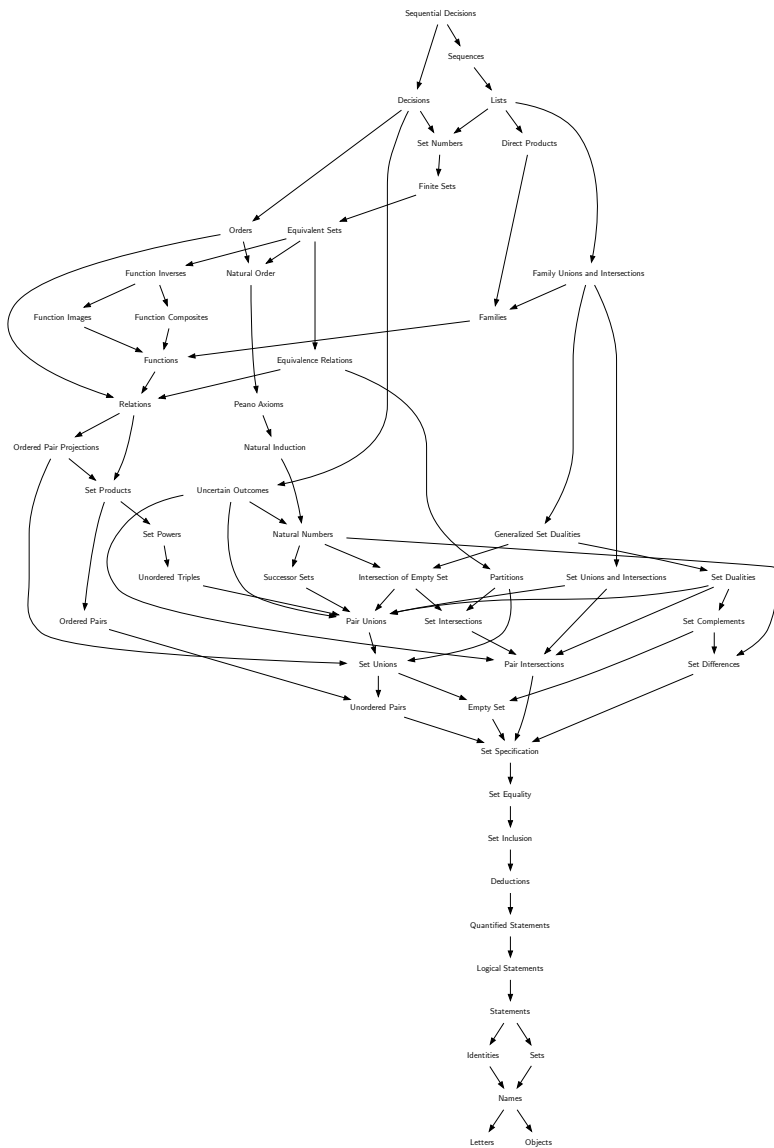 Sequential Decisions
Sequences
Decisions Lists
Set Numbers Direct Products
Finite Sets
Orders Equivalent Sets
Function Inverses Natural Order Family Unions and Intersections
Function Images Function Composites Families
Functions Equivalence Relations
Relations Peano Axioms
Ordered Pair Projections Natural Induction
Set Products Uncertain Outcomes
Set Powers Natural Numbers Generalized Set Dualities
Unordered Triples Successor Sets Intersection of Empty Set Partitions Set Unions and Intersections Set Dualities
Ordered Pairs Pair Unions Set Intersections Set Complements
Set Unions Pair Intersections Set Differences
Unordered Pairs Empty Set
Set Specification
Set Equality
Set Inclusion
Deductions
Quantified Statements
Logical Statements
Statements
Identities Sets
Names
Letters Objects